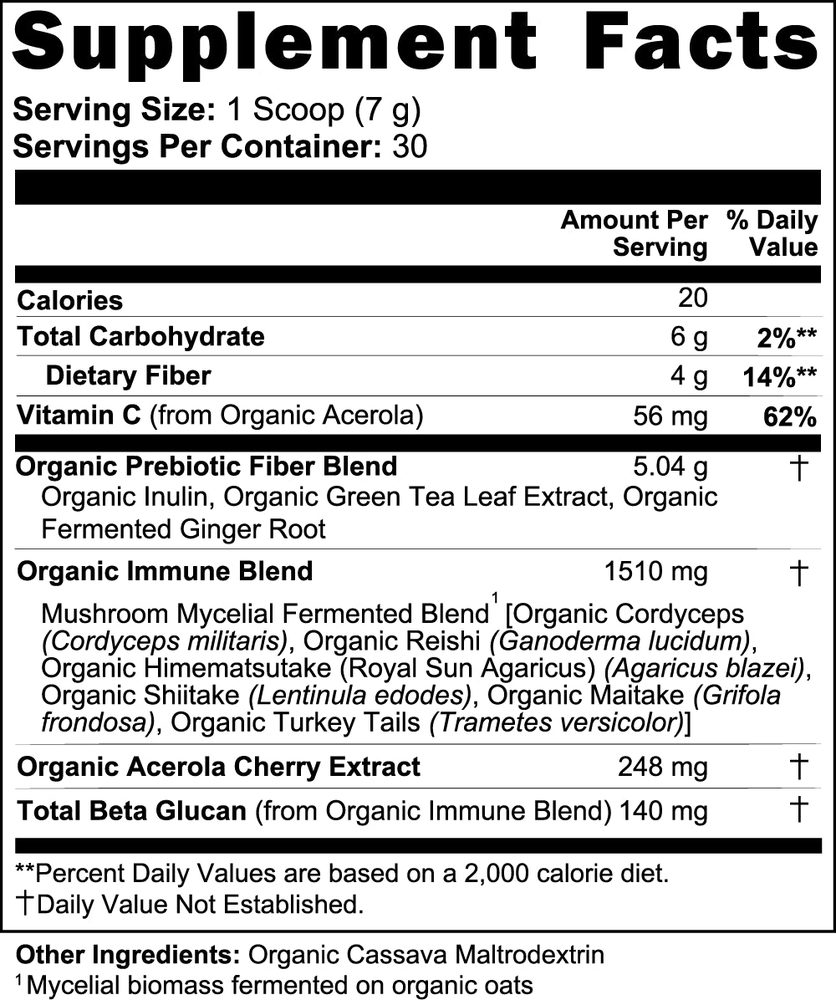 Supplement Facts
Serving Size: 1 Scoop (7 g)
Servings Per Container: 30
Amount Per Serving % Daily Value
Calories 20
Total Carbohydrate 6 g 2%**
Dietary Fiber 4 g 14%**
Vitamin C (from Organic Acerola) 56 mg 62%
Organic Prebiotic Fiber Blend 5.04 g †
Organic Inulin, Organic Green Tea Leaf Extract, Organic
Fermented Ginger Root
Organic Immune Blend 1510 mg †
Mushroom Mycelial Fermented Blend¹ [Organic Cordyceps
(Cordyceps militaris), Organic Reishi (Ganoderma lucidum),
Organic Himematsutake (Royal Sun Agaricus) (Agaricus blazei),
Organic Shiitake (Lentinula edodes), Organic Maitake (Grifola
frondosa), Organic Turkey Tails (Trametes versicolor)]
Organic Acerola Cherry Extract 248 mg †
Total Beta Glucan (from Organic Immune Blend) 140 mg †
**Percent Daily Values are based on a 2,000 calorie diet.
†Daily Value Not Established.
Other Ingredients: Organic Cassava Maltrodextrin
¹Mycelial biomass fermented on organic oats